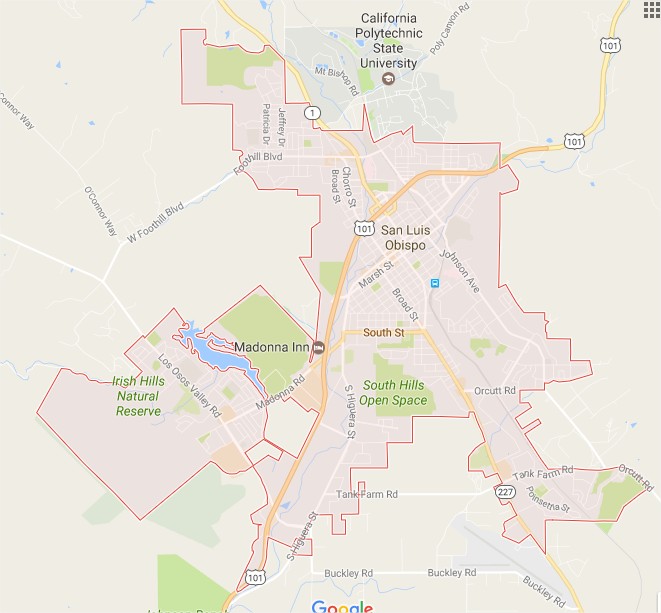 California
Polytechnic
State
University
Poly Canyon Rd
101
Mt Bishop Rd
1
101
O'Connor Way
Jeffrey Dr
Patricia Dr
Foothill Blvd
Chorro St
Broad St
O'Connor Way
W Foothill Blvd
101
San Luis
Obispo
Johnson Ave
Marsh St
Broad St
South St
Madonna Inn
Los Osos Valley Rd
Irish Hills
Natural
Reserve
Madonna Rd
S Higuera St
South Hills
Open Space
Orcutt Rd
Tank Farm Rd
Orcutt Rd
Tank Farm Rd
227
Poinsettia St
S Higuera St
101
Buckley Rd
Buckley Rd
Buckley Rd
Google